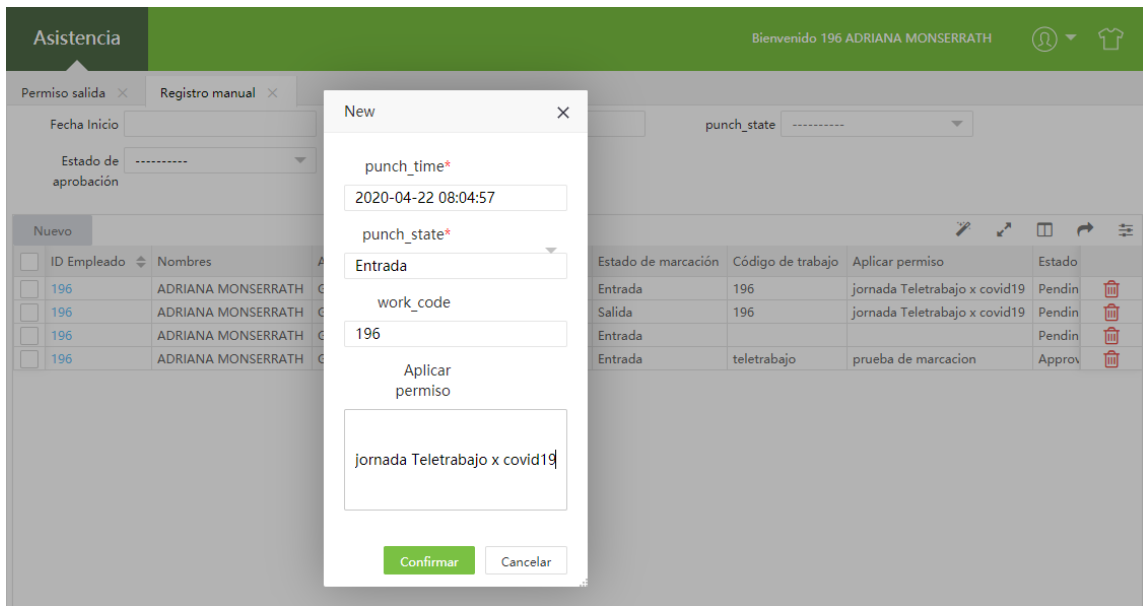 Asistencia
Bienvenido 196 ADRIANA MONSERRATH
Permiso salida
Registro manual
Fecha Inicio
punch_state ----------
Estado de aprobación ----------
Nuevo
ID Empleado Nombres Estado de marcación Código de trabajo Aplicar permiso Estado
196 ADRIANA MONSERRATH Entrada 196 jornada Teletrabajo x covid19 Pendin
196 ADRIANA MONSERRATH Salida 196 jornada Teletrabajo x covid19 Pendin
196 ADRIANA MONSERRATH Entrada Pendin
196 ADRIANA MONSERRATH Entrada teletrabajo prueba de marcacion Approv
New
punch_time*
2020-04-22 08:04:57
punch_state*
Entrada
work_code
196
Aplicar
permiso
jornada Teletrabajo x covid19
Confirmar
Cancelar